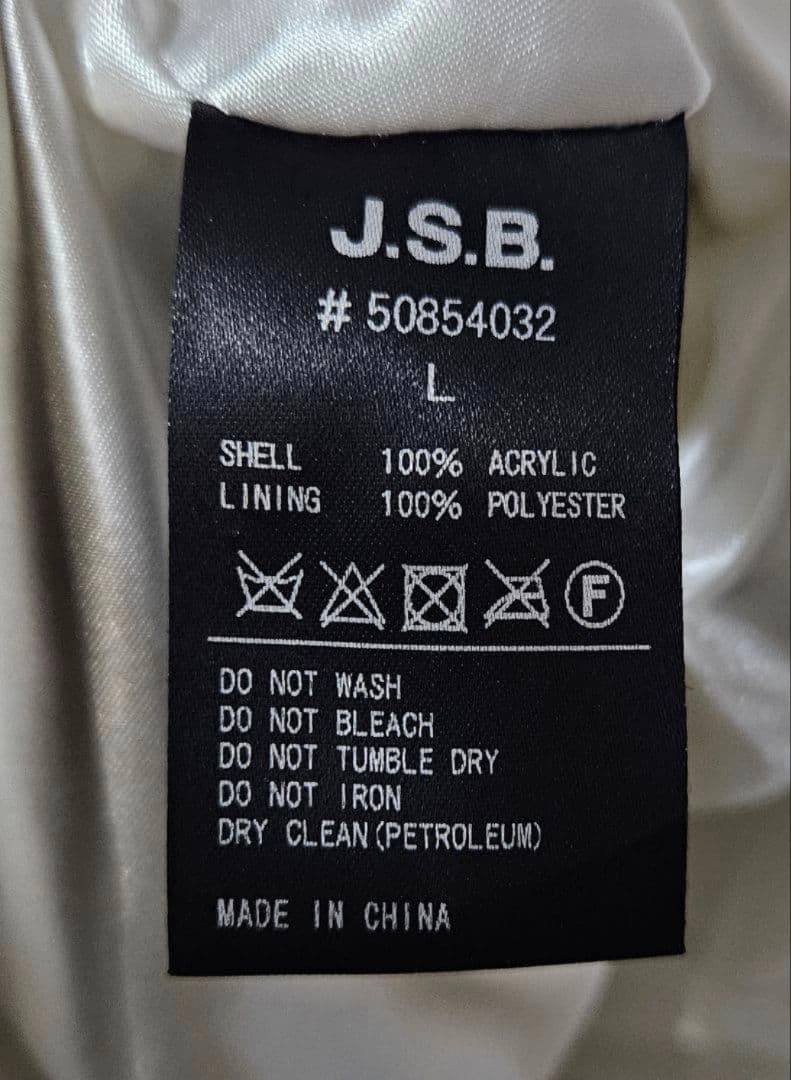 J.S.B.
# 50854032
L
SHELL 100% ACRYLIC
LINING 100% POLYESTER
F
DO NOT WASH
DO NOT BLEACH
DO NOT TUMBLE DRY
DO NOT IRON
DRY CLEAN(PETROLEUM)
MADE IN CHINA